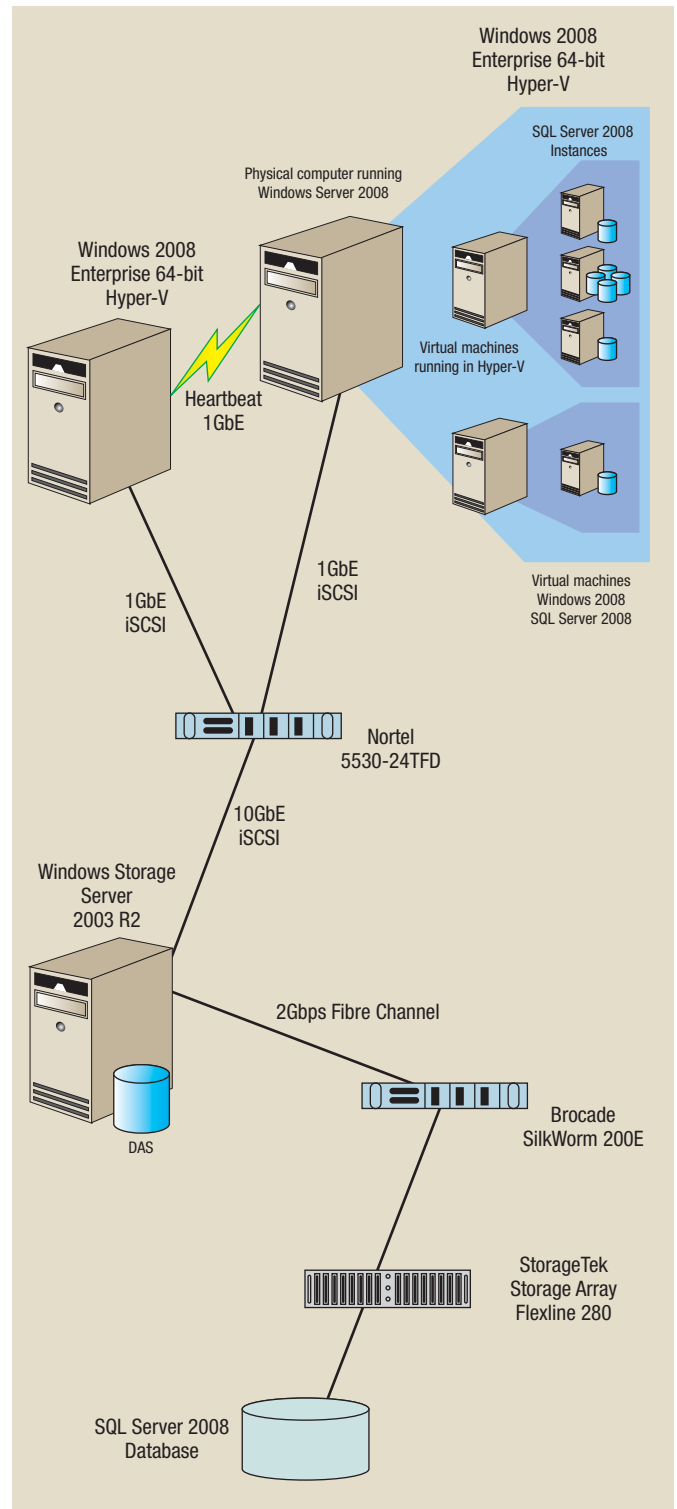 Windows 2008
Enterprise 64-bit
Hyper-V
SQL Server 2008
Instances
Physical computer running
Windows Server 2008
Windows 2008
Enterprise 64-bit
Hyper-V
Virtual machines
running in Hyper-V
Heartbeat
1GbE
1GbE
iSCSI
1GbE
iSCSI
Virtual machines
Windows 2008
SQL Server 2008
Nortel
5530-24TFD
10GbE
iSCSI
Windows Storage
Server
2003 R2
2Gbps Fibre Channel
DAS
Brocade
SilkWorm 200E
StorageTek
Storage Array
Flexline 280
SQL Server 2008
Database